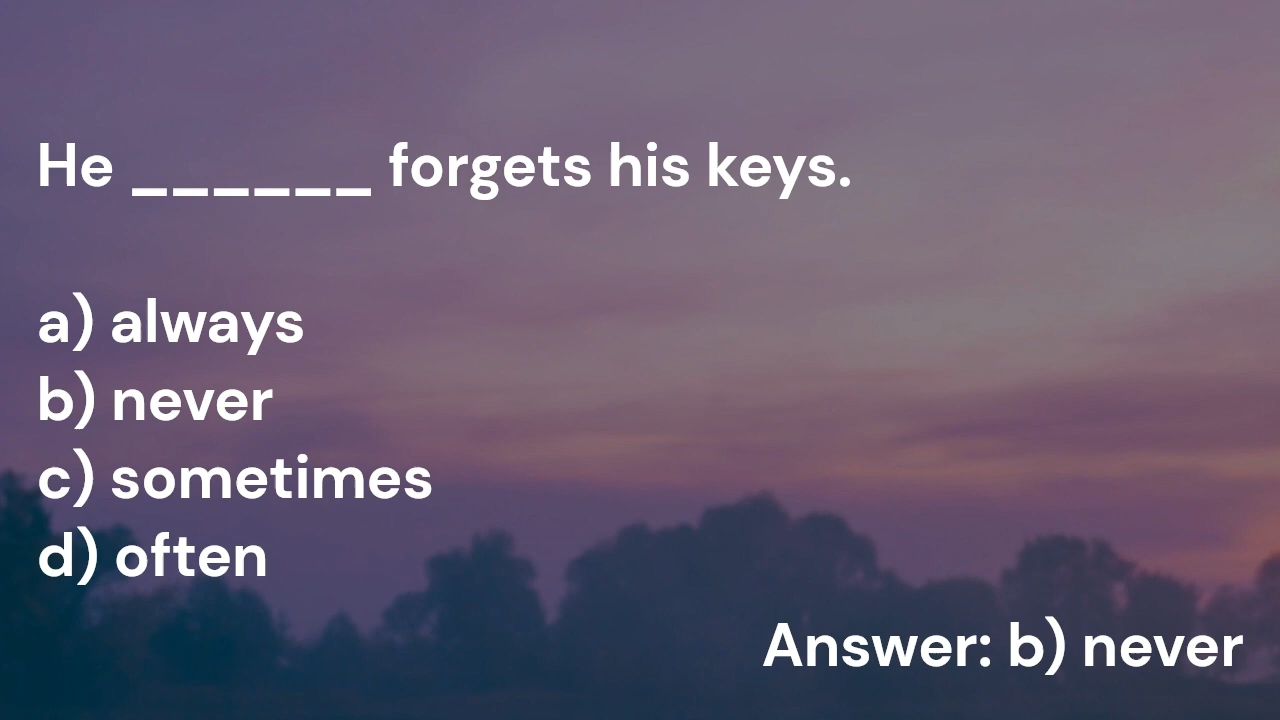 He ______ forgets his keys.
a) always
b) never
c) sometimes
d) often
Answer: b) never